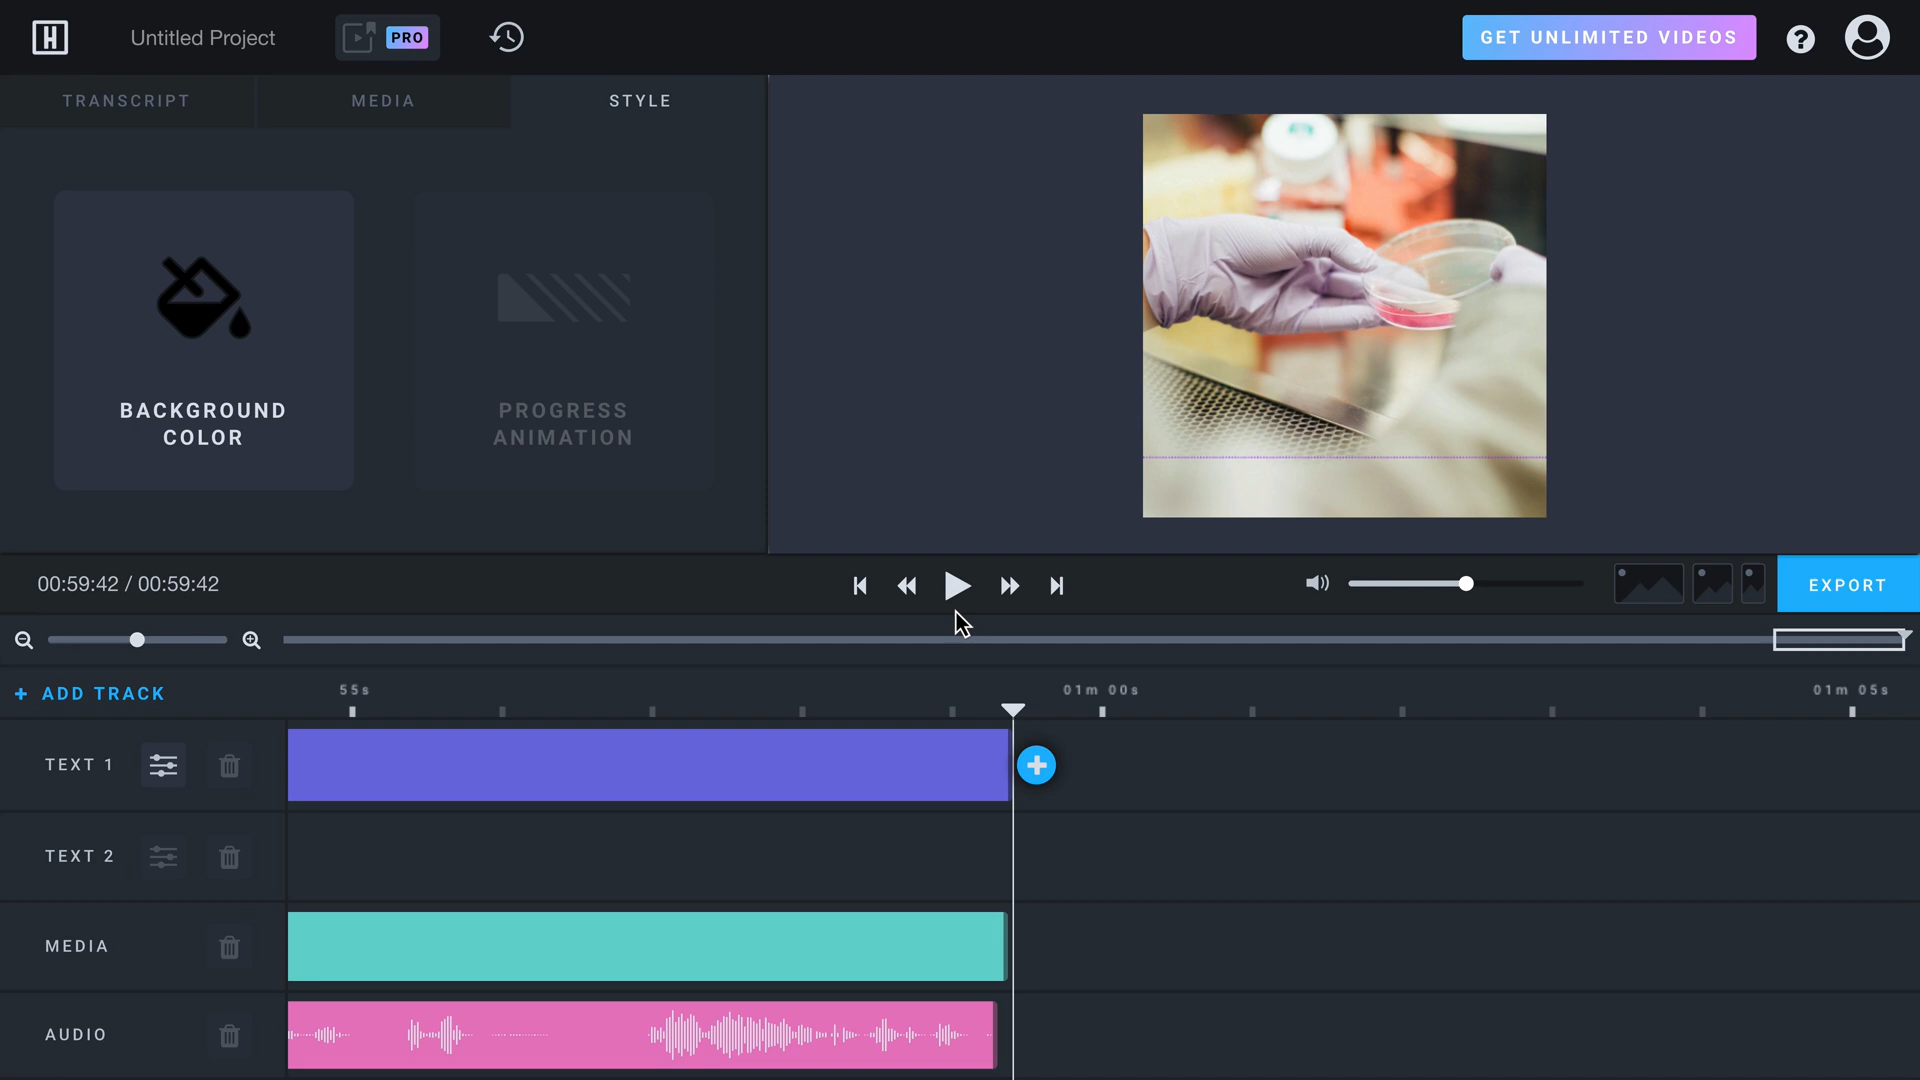 H
Untitled Project
PRO
GET UNLIMITED VIDEOS
?
TRANSCRIPT
MEDIA
STYLE
BACKGROUND
COLOR
PROGRESS
ANIMATION
00:59:42 / 00:59:42
EXPORT
+ ADD TRACK
55s
01m 00s
01m 05s
TEXT 1
TEXT 2
MEDIA
AUDIO